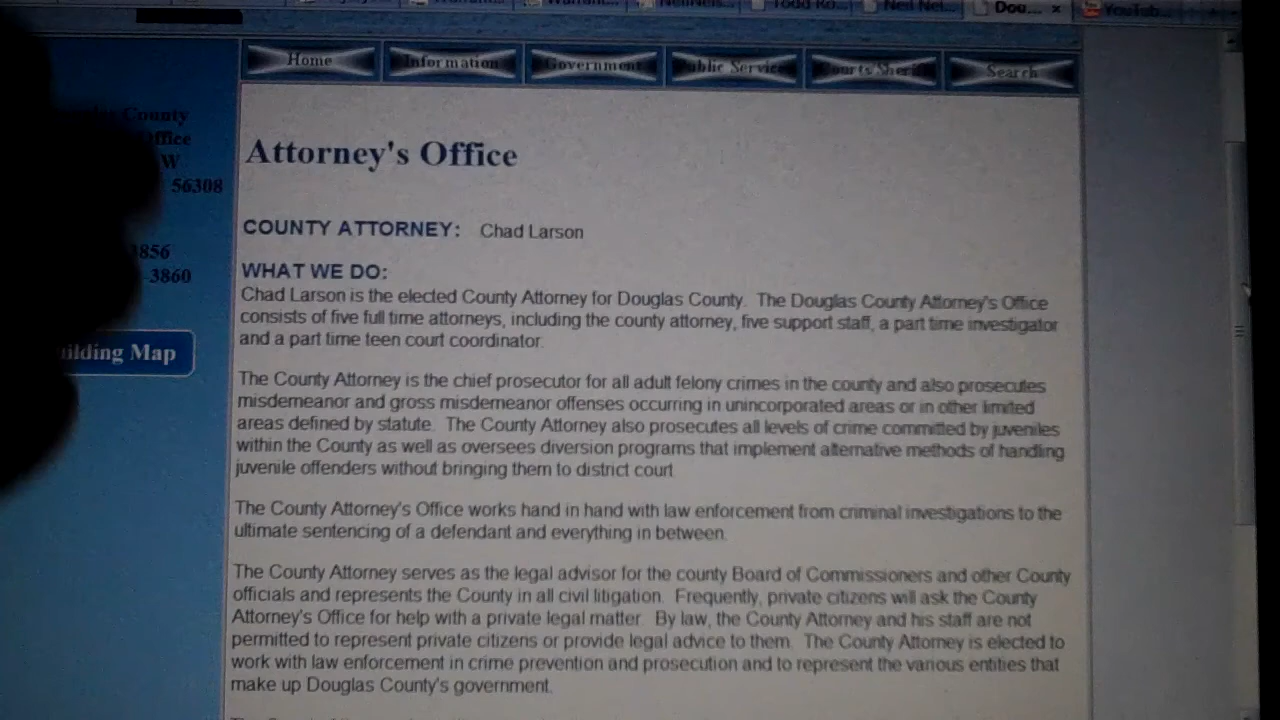 Neil Nei... Dou... × YouTub...
Home Information Government Public Service Courts/Sheriff Search
County
ffice
W
56308
3856
-3860
uilding Map
Attorney's Office
COUNTY ATTORNEY: Chad Larson
WHAT WE DO:
Chad Larson is the elected County Attorney for Douglas County. The Douglas County Attorney's Office
consists of five full time attorneys, including the county attorney, five support staff, a part time investigator
and a part time teen court coordinator.
The County Attorney is the chief prosecutor for all adult felony crimes in the county and also prosecutes
misdemeanor and gross misdemeanor offenses occurring in unincorporated areas or in other limited
areas defined by statute. The County Attorney also prosecutes all levels of crime committed by juveniles
within the County as well as oversees diversion programs that implement alternative methods of handling
juvenile offenders without bringing them to district court.
The County Attorney's Office works hand in hand with law enforcement from criminal investigations to the
ultimate sentencing of a defendant and everything in between.
The County Attorney serves as the legal advisor for the county Board of Commissioners and other County
officials and represents the County in all civil litigation. Frequently, private citizens will ask the County
Attorney's Office for help with a private legal matter. By law, the County Attorney and his staff are not
permitted to represent private citizens or provide legal advice to them. The County Attorney is elected to
work with law enforcement in crime prevention and prosecution and to represent the various entities that
make up Douglas County's government.